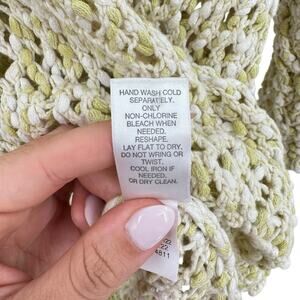 HAND WASH COLD
SEPARATELY.
ONLY
NON-CHLORINE
BLEACH WHEN
NEEDED.
RESHAPE.
LAY FLAT TO DRY.
DO NOT WRING OR
TWIST.
COOL IRON IF
NEEDED.
OR DRY CLEAN.